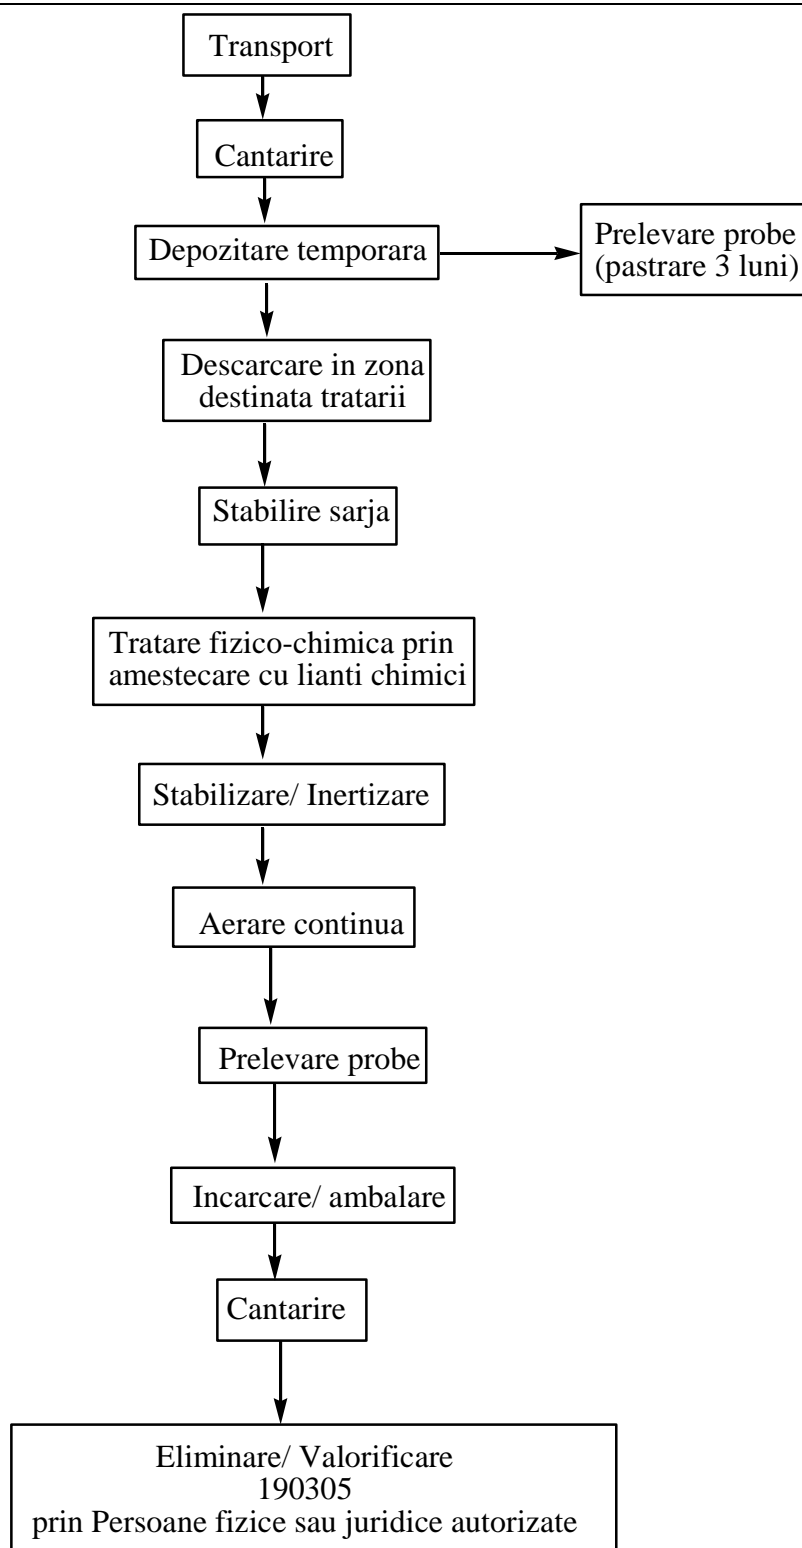 Transport
Cantarire
Depozitare temporara
Prelevare probe
(pastrare 3 luni)
Descarcare in zona
destinata tratarii
Stabilire sarja
Tratare fizico-chimica prin
amestecare cu lianti chimici
Stabilizare/ Inertizare
Aerare continua
Prelevare probe
Incarcare/ ambalare
Cantarire
Eliminare/ Valorificare
190305
prin Persoane fizice sau juridice autorizate